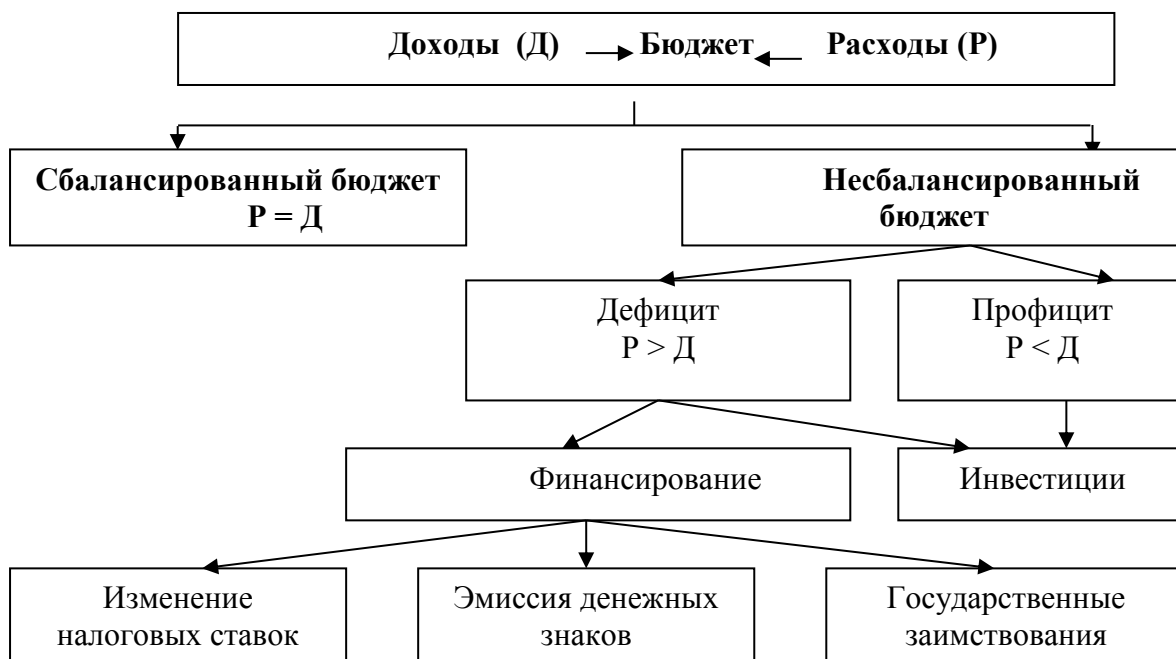 Доходы (Д) Бюджет Расходы (Р)
Сбалансированный бюджет
Р = Д
Несбалансированный
бюджет
Дефицит
Р > Д
Профицит
Р < Д
Финансирование
Инвестиции
Изменение
налоговых ставок
Эмиссия денежных
знаков
Государственные
заимствования